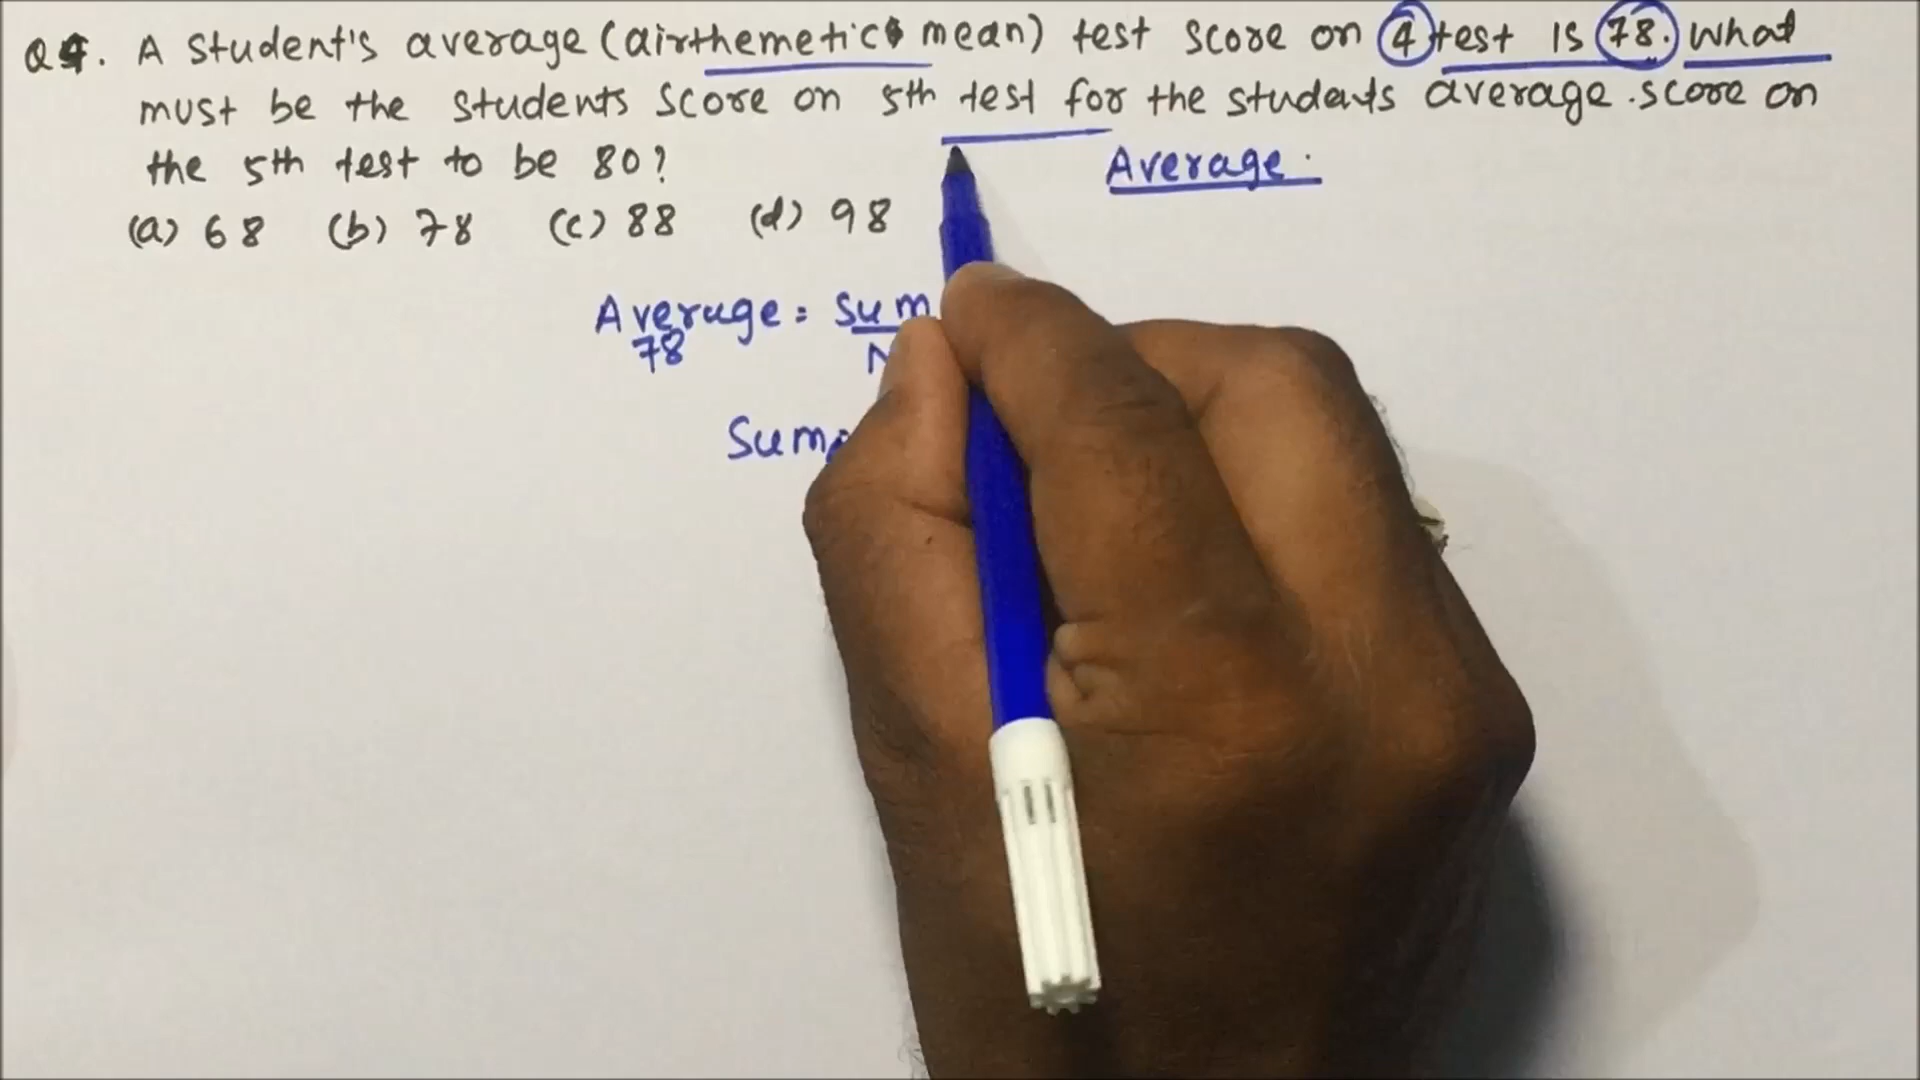 Q4. A student's average (airthemetic mean) test score on 4 test is 78. What
must be the students score on 5th test for the students average.score on
the 5th test to be 80?
Average.
(a) 68 (b) 78 (c) 88 (d) 98
Average = Sum
78
Sum